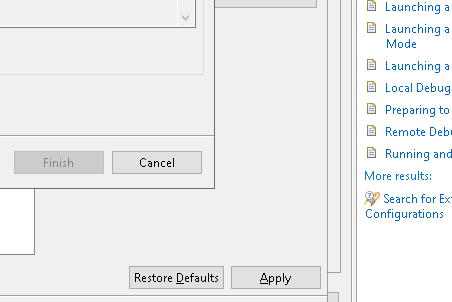 Launching a
Launching a
Mode
Launching a
Local Debug
Preparing to
Remote Deb
Running and
More results:
Search for Ex
Configurations
Finish
Cancel
Restore Defaults
Apply